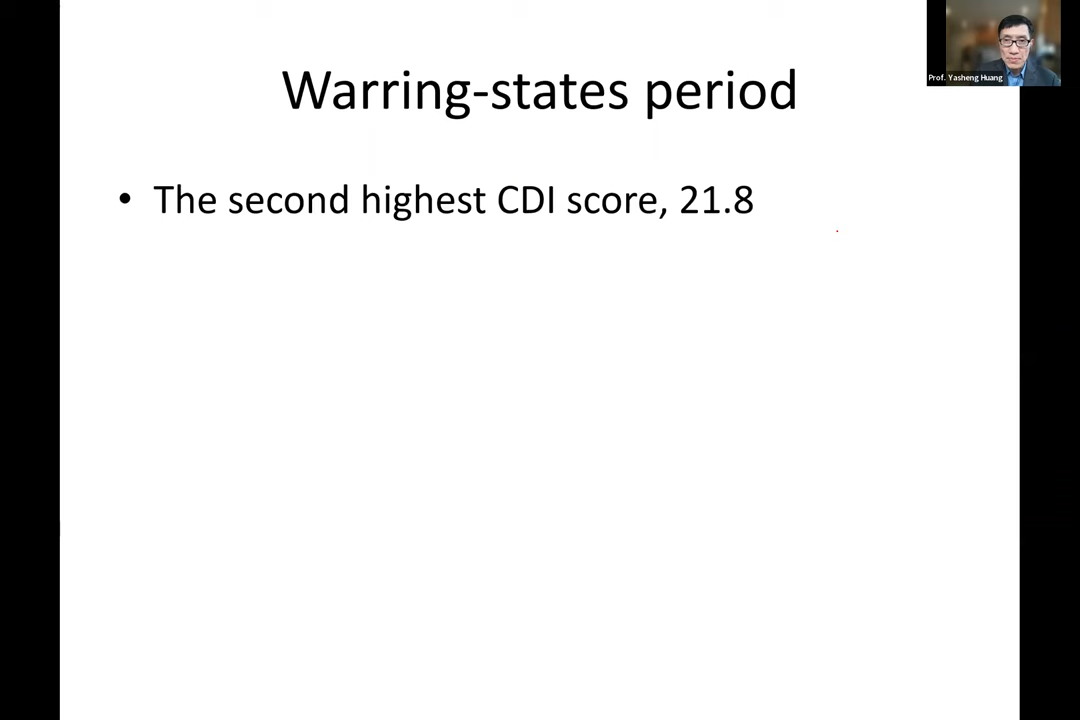 Prof. Yasheng Huang
Warring-states period
• The second highest CDI score, 21.8